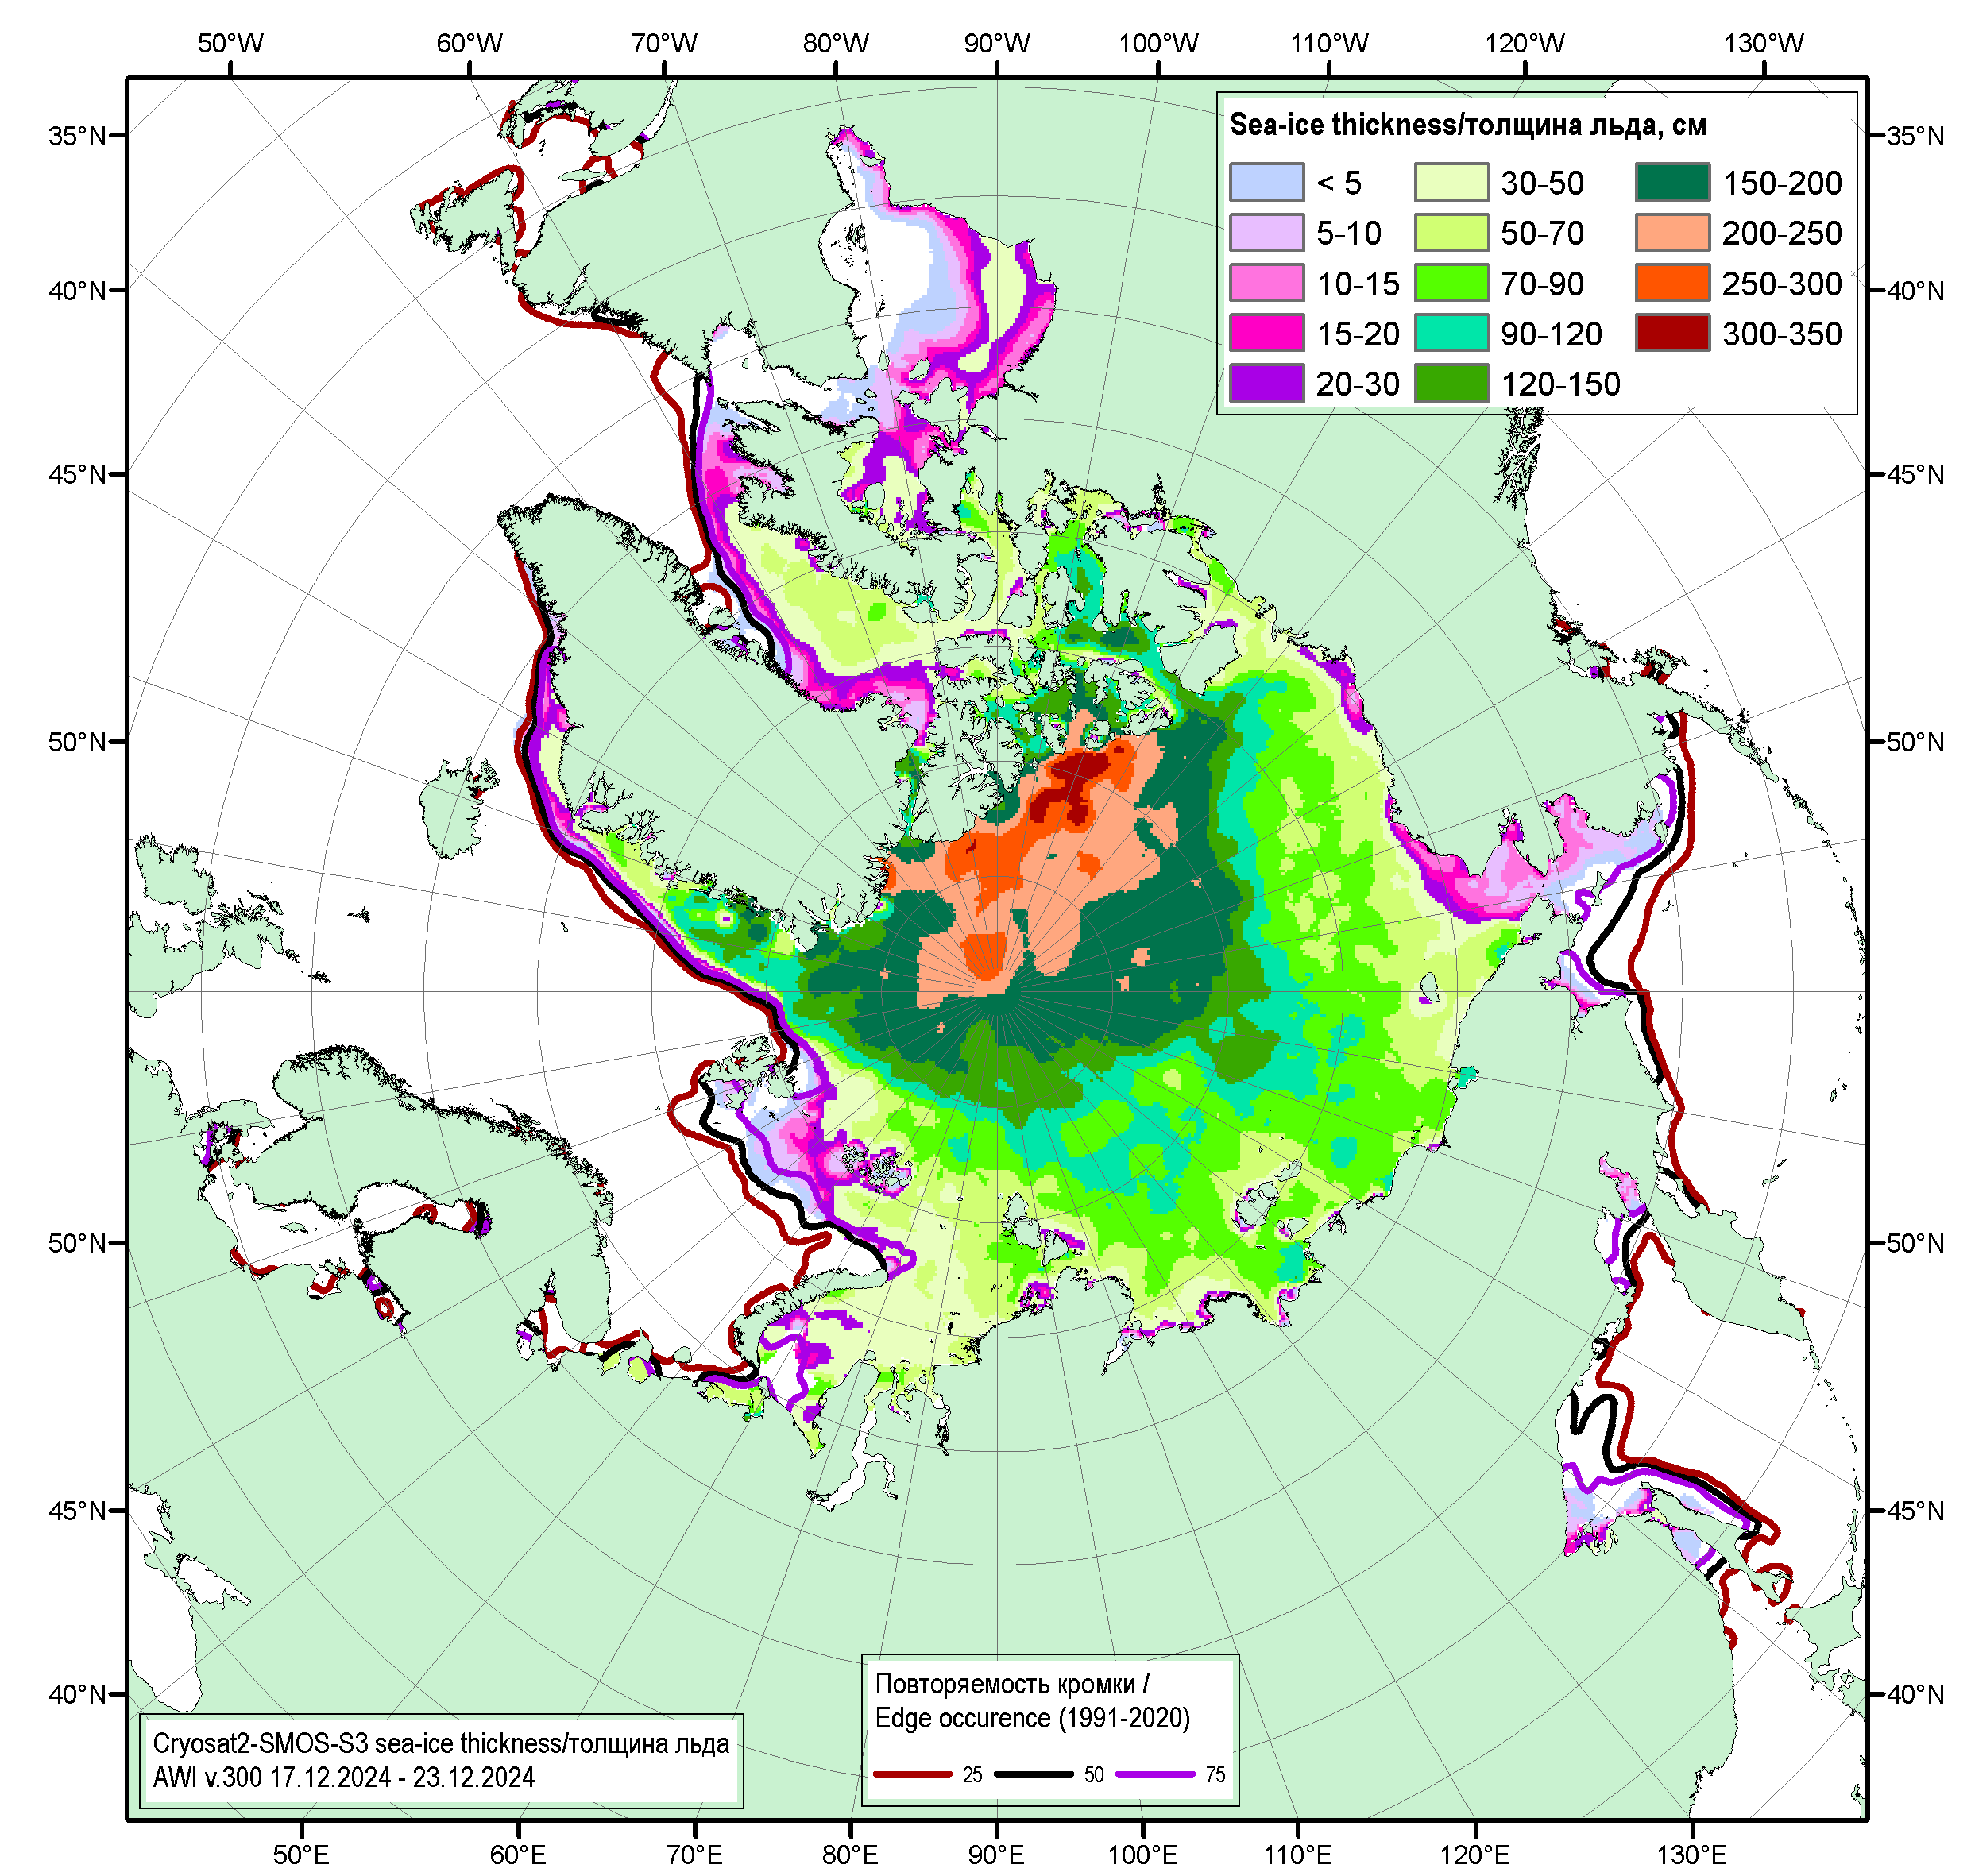 50°W 60°W 70°W 80°W 90°W 100°W 110°W 120°W 130°W
35°N 35°N
40°N 40°N
45°N 45°N
50°N 50°N
50°N 50°N
45°N 45°N
40°N 40°N
Sea-ice thickness/толщина льда, см
< 5 30-50 150-200
5-10 50-70 200-250
10-15 70-90 250-300
15-20 90-120 300-350
20-30 120-150
Повторяемость кромки /
Edge occurence (1991-2020)
25 50 75
Cryosat2-SMOS-S3 sea-ice thickness/толщина льда
AWI v.300 17.12.2024 - 23.12.2024
50°E 60°E 70°E 80°E 90°E 100°E 110°E 120°E 130°E